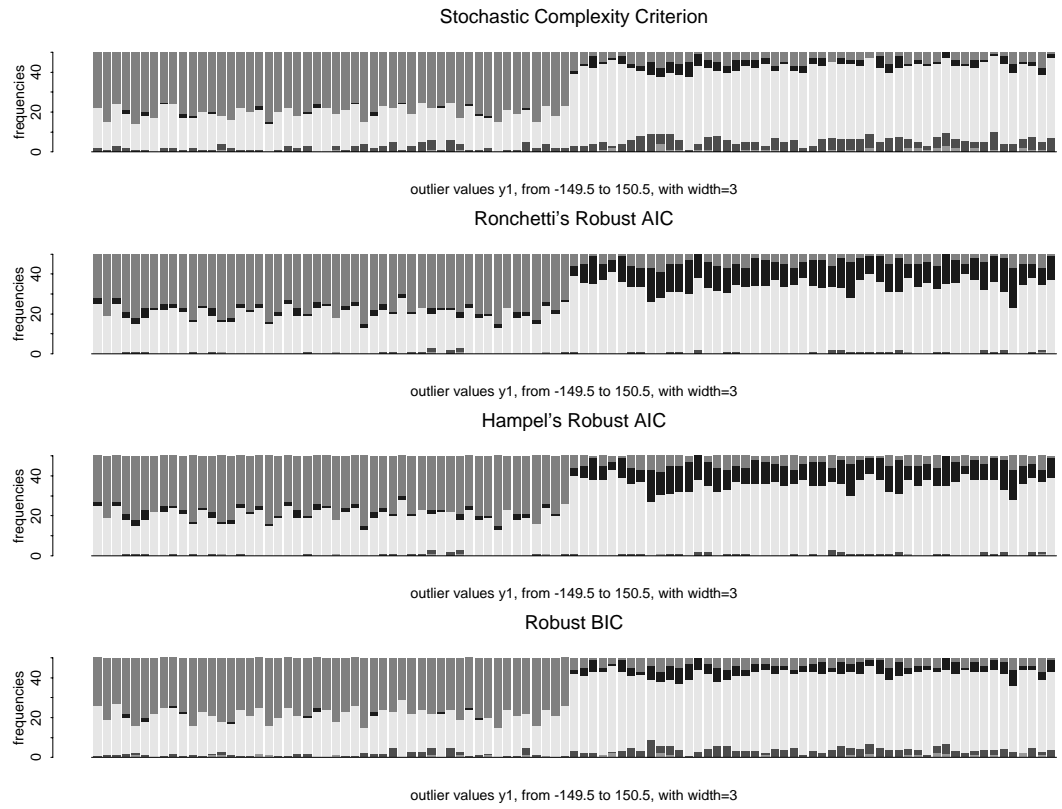 Stochastic Complexity Criterion
frequencies
0 20 40
outlier values y1, from -149.5 to 150.5, with width=3
Ronchetti's Robust AIC
frequencies
0 20 40
outlier values y1, from -149.5 to 150.5, with width=3
Hampel's Robust AIC
frequencies
0 20 40
outlier values y1, from -149.5 to 150.5, with width=3
Robust BIC
frequencies
0 20 40
outlier values y1, from -149.5 to 150.5, with width=3